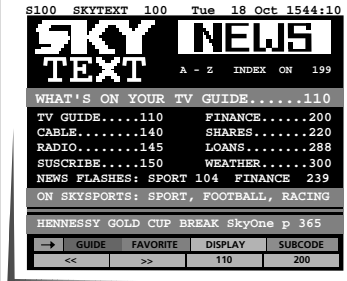 S100 SKYTEXT 100 Tue 18 Oct 1544:10
SKY NEWS
TEXT A - Z INDEX ON 199
WHAT'S ON YOUR TV GUIDE......110
TV GUIDE.....110 FINANCE......200
CABLE........140 SHARES.......220
RADIO........145 LOANS........288
SUSCRIBE.....150 WEATHER......300
NEWS FLASHES: SPORT 104 FINANCE 239
ON SKYSPORTS: SPORT, FOOTBALL, RACING
HENNESSY GOLD CUP BREAK SkyOne p 365
→ GUIDE FAVORITE DISPLAY SUBCODE
<< >> 110 200